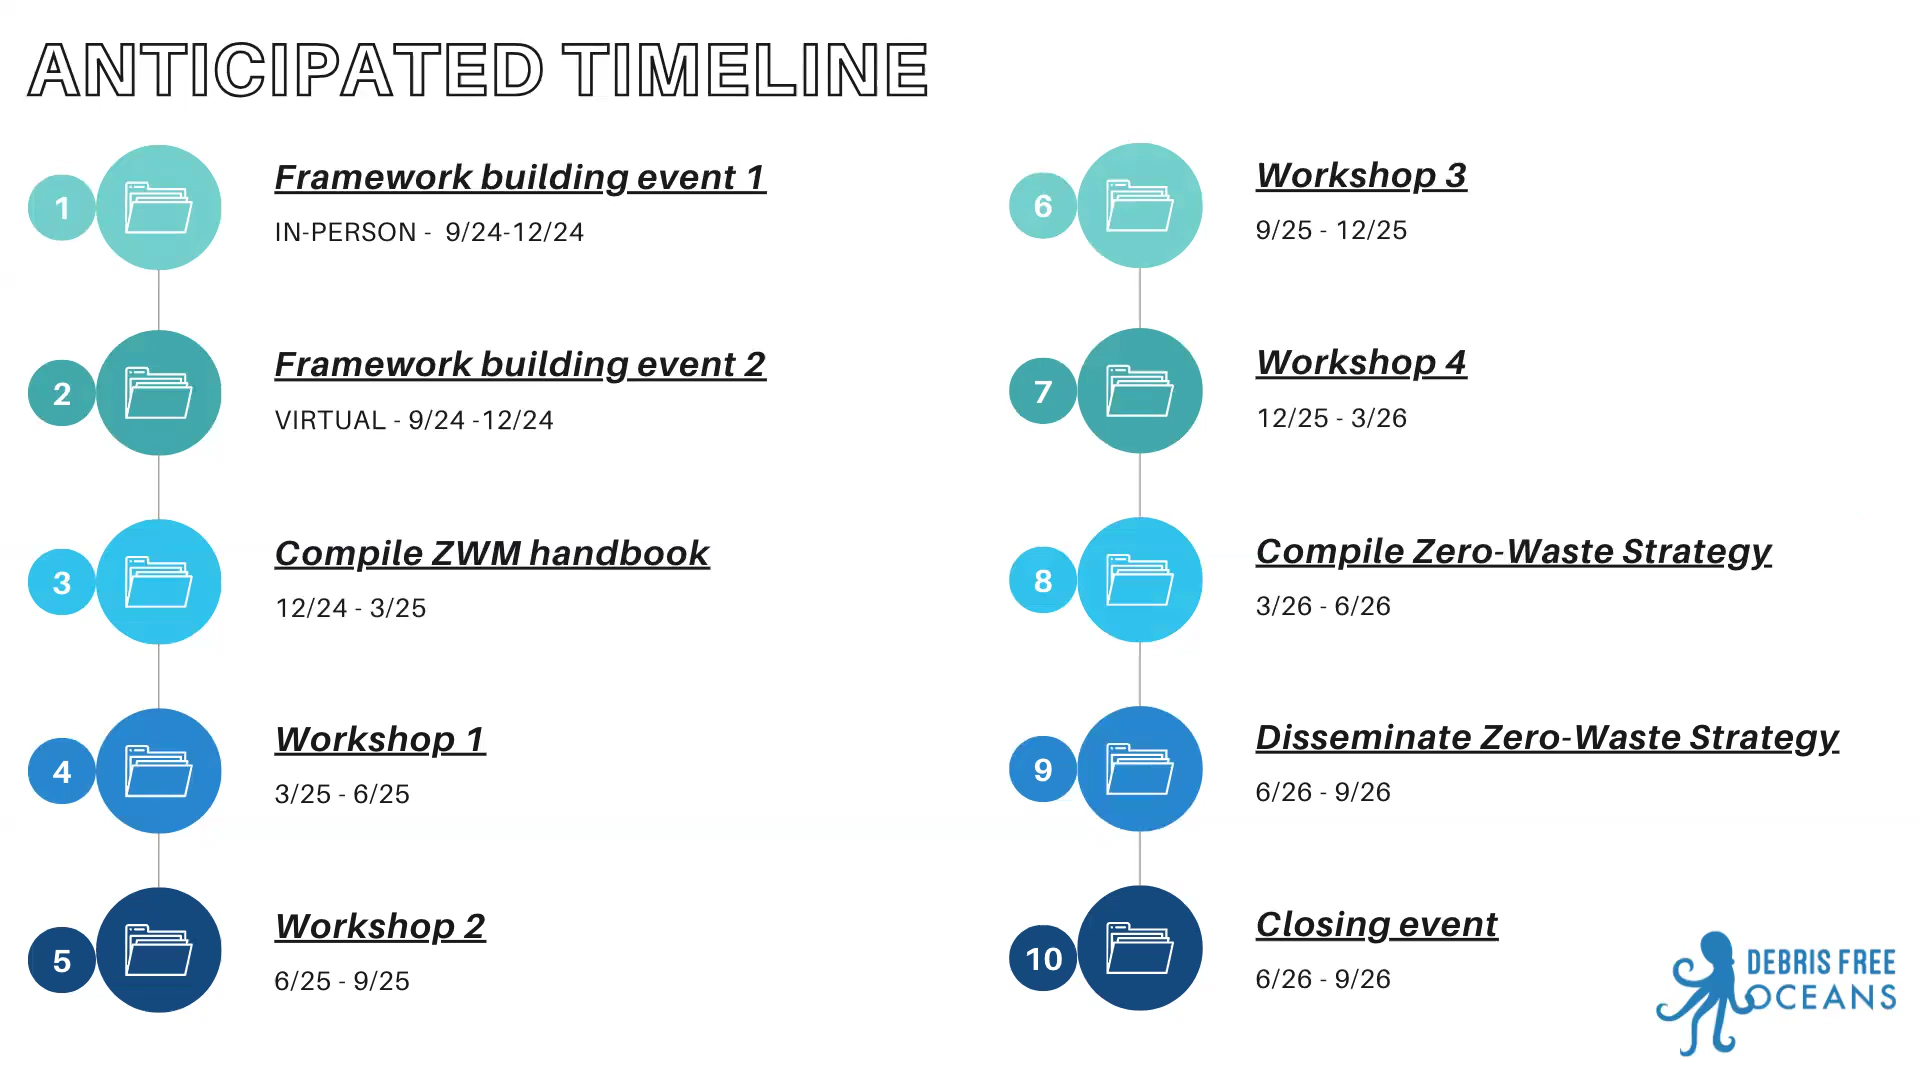 ANTICIPATED TIMELINE
1
Framework building event 1
IN-PERSON - 9/24-12/24
2
Framework building event 2
VIRTUAL - 9/24 -12/24
3
Compile ZWM handbook
12/24 - 3/25
4
Workshop 1
3/25 - 6/25
5
Workshop 2
6/25 - 9/25
6
Workshop 3
9/25 - 12/25
7
Workshop 4
12/25 - 3/26
8
Compile Zero-Waste Strategy
3/26 - 6/26
9
Disseminate Zero-Waste Strategy
6/26 - 9/26
10
Closing event
6/26 - 9/26
DEBRIS FREE
OCEANS